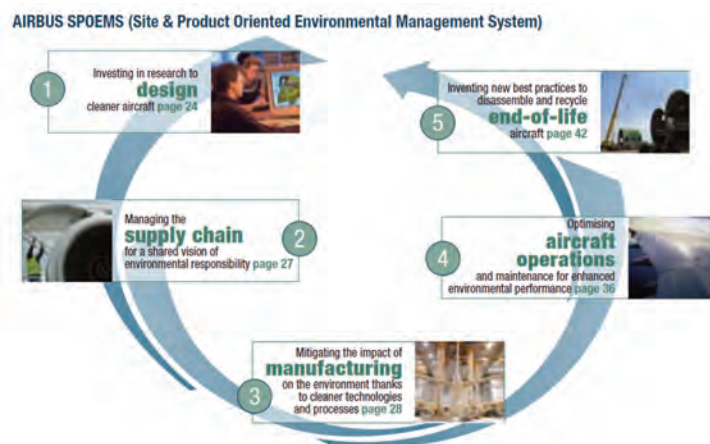 AIRBUS SPOEMS (Site & Product Oriented Environmental Management System)
1
Investing in research to
design
cleaner aircraft page 24
2
Managing the
supply chain
for a shared vision of
environmental responsibility page 27
3
Mitigating the impact of
manufacturing
on the environment thanks
to cleaner technologies
and processes page 28
4
Optimising
aircraft
operations
and maintenance for enhanced
environmental performance page 36
5
Inventing new best practices to
disassemble and recycle
end-of-life
aircraft page 42